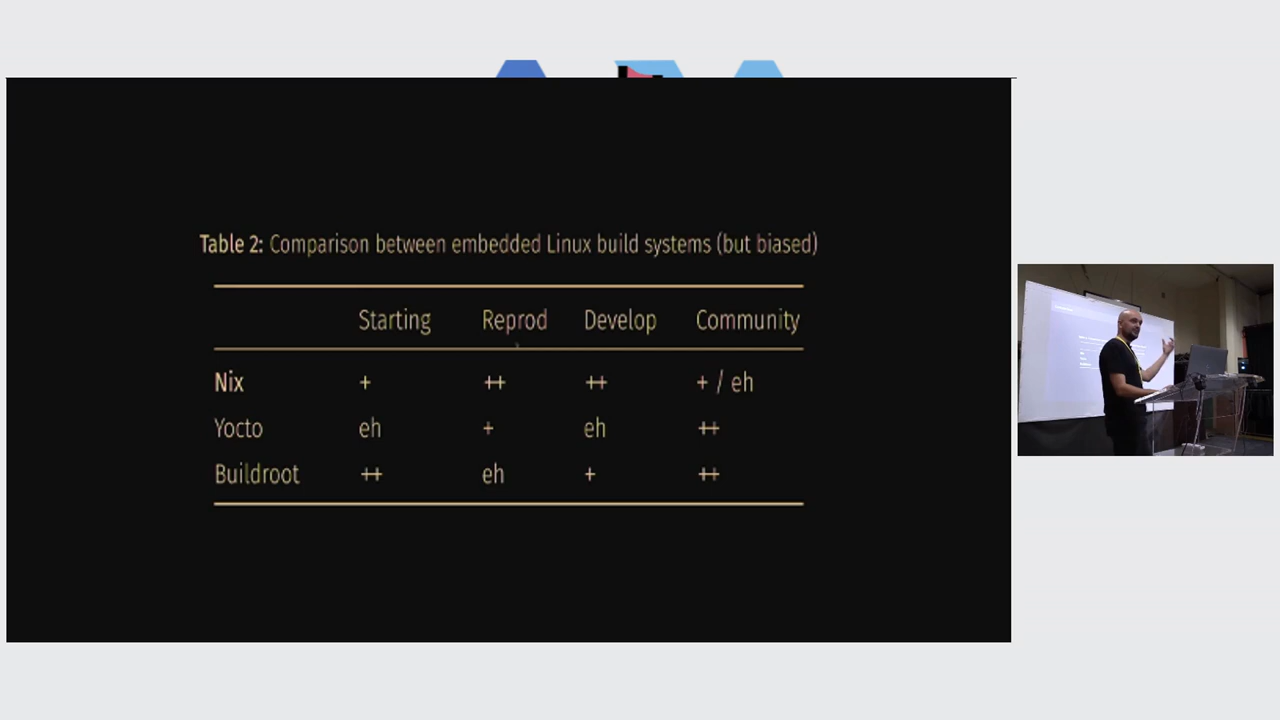 Table 2: Comparison between embedded Linux build systems (but biased)
Starting Reprod Develop Community
Nix + ++ ++ + / eh
Yocto eh + eh ++
Buildroot ++ eh + ++